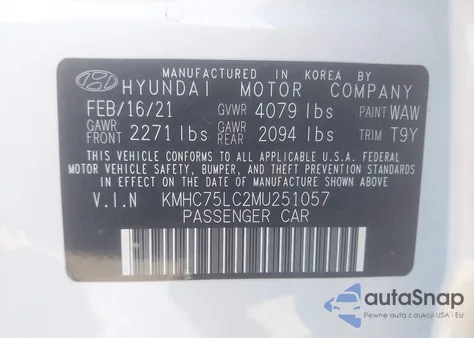 MANUFACTURED IN KOREA BY
HYUNDAI MOTOR COMPANY
FEB/16/21 GVWR 4079 lbs PAINT WAW
GAWR FRONT 2271 lbs GAWR REAR 2094 lbs TRIM T9Y
THIS VEHICLE CONFORMS TO ALL APPLICABLE U.S.A. FEDERAL
MOTOR VEHICLE SAFETY, BUMPER, AND THEFT PREVENTION
STANDARDS IN EFFECT ON THE DATE OF MANUFACTURE SHOWN ABOVE.
V.I.N KMHC75LC2MU251057
PASSENGER CAR
autoSnap
Pewne auta z USA i EU